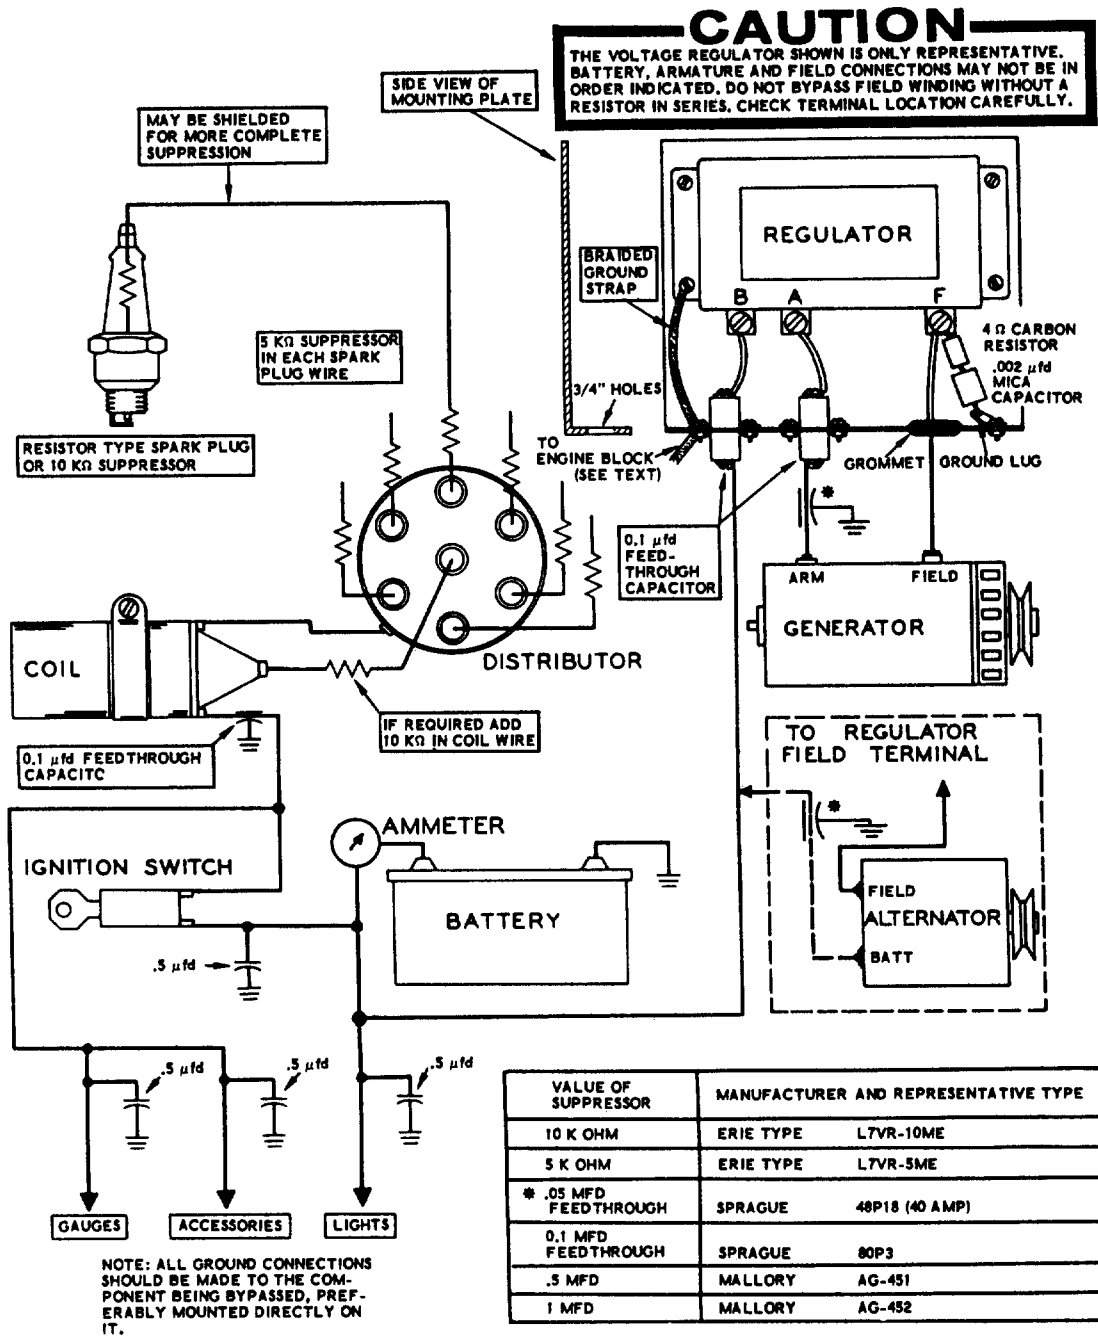 CAUTION
THE VOLTAGE REGULATOR SHOWN IS ONLY REPRESENTATIVE.
BATTERY, ARMATURE AND FIELD CONNECTIONS MAY NOT BE IN
ORDER INDICATED. DO NOT BYPASS FIELD WINDING WITHOUT A
RESISTOR IN SERIES. CHECK TERMINAL LOCATION CAREFULLY.
SIDE VIEW OF
MOUNTING PLATE
MAY BE SHIELDED
FOR MORE COMPLETE
SUPPRESSION
REGULATOR
BRAIDED
GROUND
STRAP
B
A
F
4 Ω CARBON
RESISTOR
.002 µfd
MICA
CAPACITOR
5 KΩ SUPPRESSOR
IN EACH SPARK
PLUG WIRE
3/4" HOLES
RESISTOR TYPE SPARK PLUG
OR 10 KΩ SUPPRESSOR
TO
ENGINE BLOCK
(SEE TEXT)
GROMMET
GROUND LUG
*
0.1 µfd
FEED-
THROUGH
CAPACITOR
ARM
FIELD
GENERATOR
COIL
DISTRIBUTOR
IF REQUIRED ADD
10 KΩ IN COIL WIRE
0.1 µfd FEEDTHROUGH
CAPACITC
TO REGULATOR
FIELD TERMINAL
*
FIELD
ALTERNATOR
BATT
AMMETER
IGNITION SWITCH
BATTERY
.5 µfd
.5 µfd
.5 µfd
.5 µfd
GAUGES
ACCESSORIES
LIGHTS
NOTE: ALL GROUND CONNECTIONS
SHOULD BE MADE TO THE COM-
PONENT BEING BYPASSED, PREF-
ERABLY MOUNTED DIRECTLY ON
IT.
VALUE OF
SUPPRESSOR
MANUFACTURER AND REPRESENTATIVE TYPE
10 K OHM ERIE TYPE L7VR-10ME
5 K OHM ERIE TYPE L7VR-5ME
* .05 MFD
FEEDTHROUGH SPRAGUE 48P18 (40 AMP)
0.1 MFD
FEEDTHROUGH SPRAGUE 80P3
.5 MFD MALLORY AG-451
1 MFD MALLORY AG-452